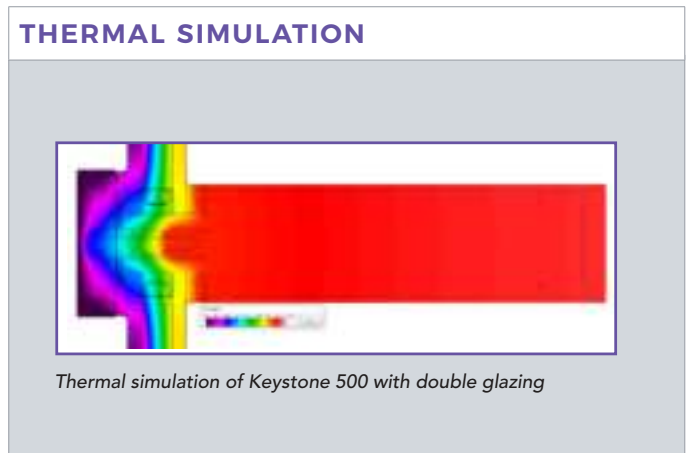 THERMAL SIMULATION
Thermal simulation of Keystone 500 with double glazing